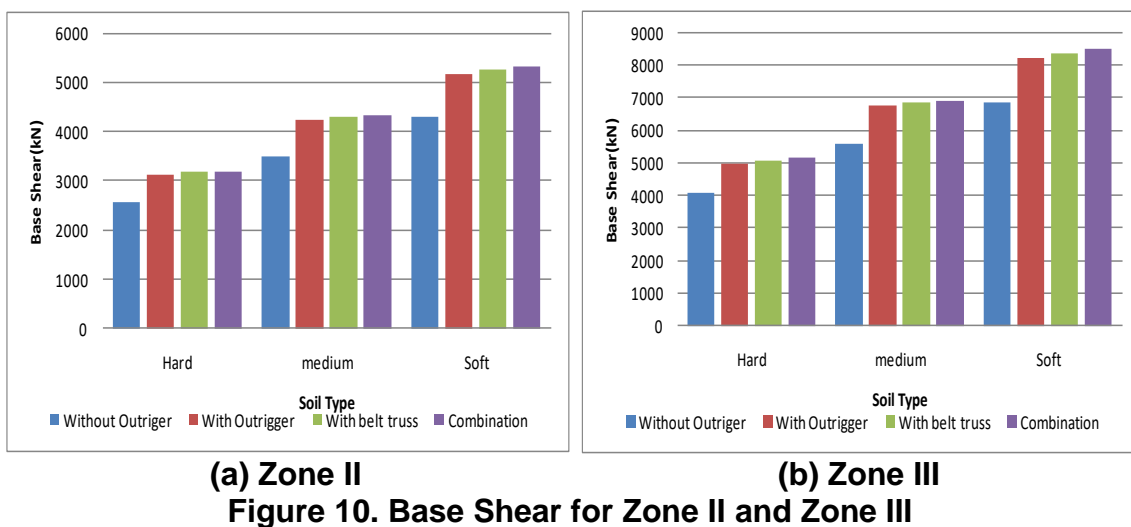 6000
5000
4000
3000
2000
1000
0
Base Shear(kN)
Hard medium Soft
Soil Type
Without Outriger With Outrigger With belt truss Combination
9000
8000
7000
6000
5000
4000
3000
2000
1000
0
Base Shear(kN)
Hard medium Soft
Soil Type
Without Outriger With Outrigger With belt truss Combination
(a) Zone II (b) Zone III
Figure 10. Base Shear for Zone II and Zone III